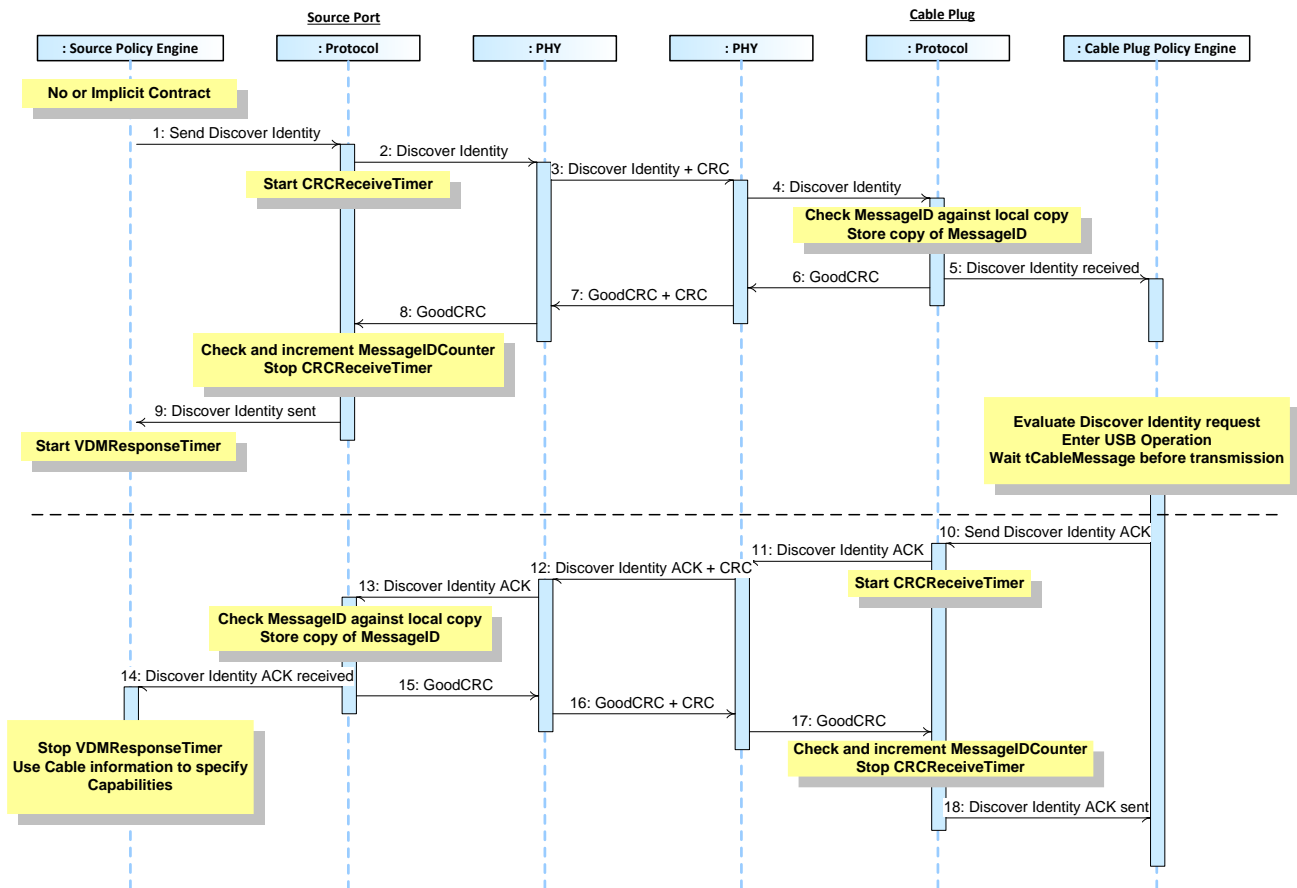 Source Port
Cable Plug
: Source Policy Engine
: Protocol
: PHY
: PHY
: Protocol
: Cable Plug Policy Engine
No or Implicit Contract
1: Send Discover Identity
2: Discover Identity
Start CRCReceiveTimer
3: Discover Identity + CRC
4: Discover Identity
Check MessageID against local copy
Store copy of MessageID
5: Discover Identity received
6: GoodCRC
7: GoodCRC + CRC
8: GoodCRC
Check and increment MessageIDCounter
Stop CRCReceiveTimer
9: Discover Identity sent
Start VDMResponseTimer
Evaluate Discover Identity request
Enter USB Operation
Wait tCableMessage before transmission
10: Send Discover Identity ACK
11: Discover Identity ACK
Start CRCReceiveTimer
12: Discover Identity ACK + CRC
13: Discover Identity ACK
Check MessageID against local copy
Store copy of MessageID
14: Discover Identity ACK received
15: GoodCRC
16: GoodCRC + CRC
17: GoodCRC
Stop VDMResponseTimer
Use Cable information to specify
Capabilities
Check and increment MessageIDCounter
Stop CRCReceiveTimer
18: Discover Identity ACK sent